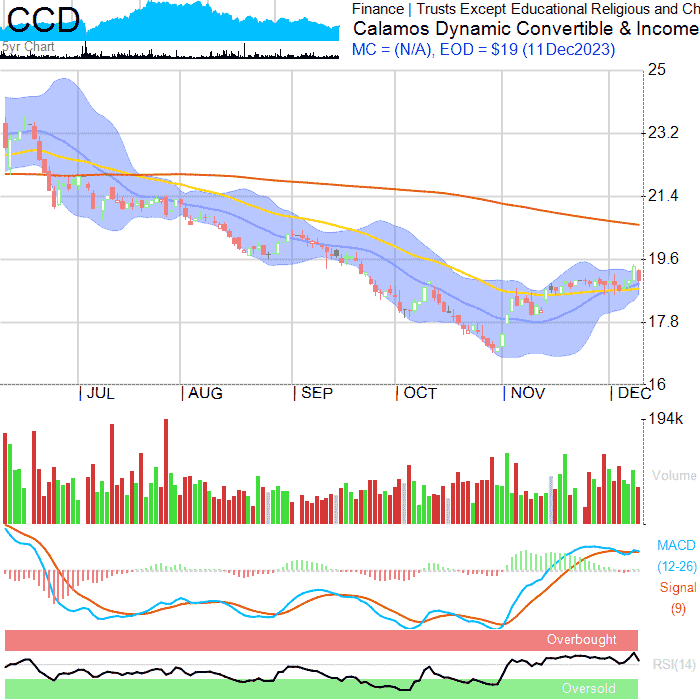 CCD
5yr Chart
Finance | Trusts Except Educational Religious and Ch
Calamos Dynamic Convertible & Income
MC = (N/A), EOD = $19 (11Dec2023)
25
23.2
21.4
19.6
17.8
16
JUL AUG SEP OCT NOV DEC
194k
Volume
MACD
(12-26)
Signal
(9)
Overbought
RSI(14)
Oversold